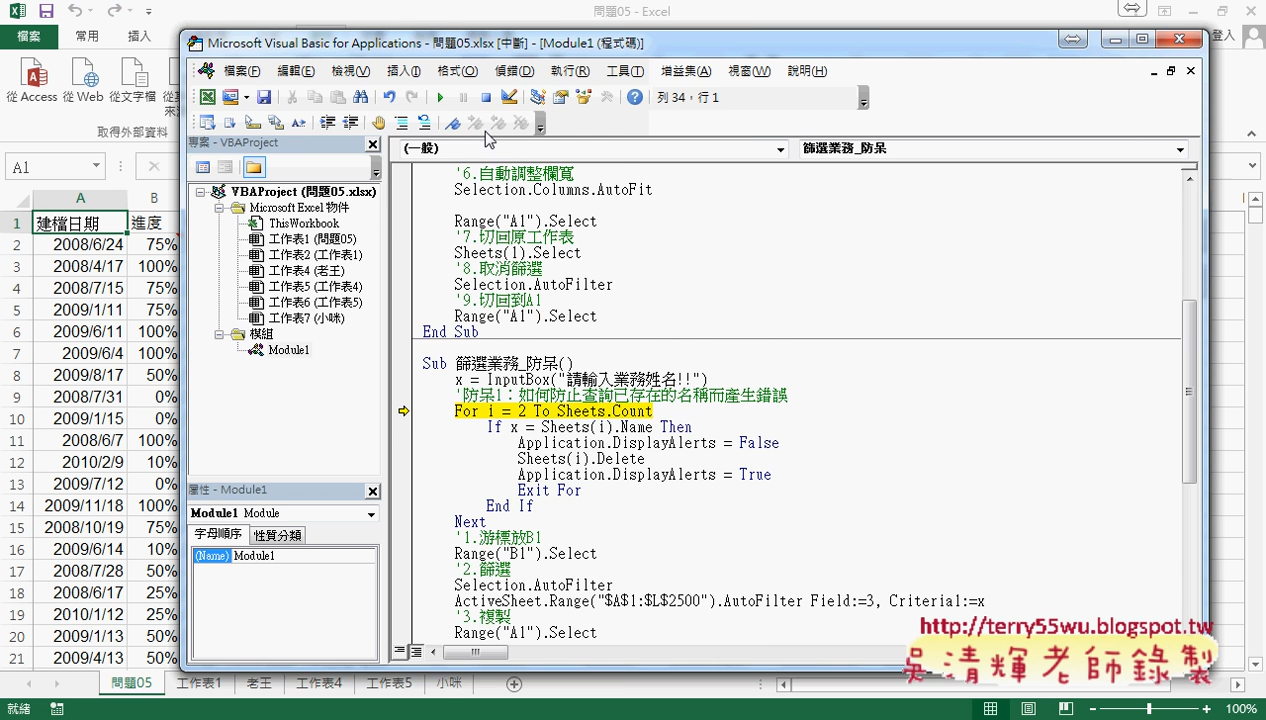 問題05 - Excel
檔案
常用
插入
登入
從 Access
從 Web
從文字檔
取得外部資料
A1
A
B
1 建檔日期 進度
2 2008/6/24 75%
3 2008/4/17 100%
4 2008/7/15 75%
5 2009/1/11 75%
6 2009/6/11 100%
7 2009/6/4 100%
8 2009/8/17 50%
9 2008/7/31 0%
10 2009/1/15 0%
11 2008/6/7 100%
12 2010/2/9 10%
13 2009/7/12 0%
14 2009/11/18 100%
15 2008/10/19 75%
16 2009/6/14 10%
17 2008/7/28 50%
18 2008/6/17 25%
19 2010/1/12 25%
20 2009/1/13 50%
21 2009/4/13 50%
Microsoft Visual Basic for Applications - 問題05.xlsx [中斷] - [Module1 (程式碼)]
檔案(F) 編輯(E) 檢視(V) 插入(I) 格式(O) 偵錯(D) 執行(R) 工具(T) 增益集(A) 視窗(W) 說明(H)
列 34，行 1
專案 - VBAProject
VBAProject (問題05.xlsx)
Microsoft Excel 物件
ThisWorkbook
工作表1 (問題05)
工作表2 (工作表1)
工作表4 (老王)
工作表5 (工作表4)
工作表6 (工作表5)
工作表7 (小咪)
模組
Module1
屬性 - Module1
Module1 Module
字母順序 性質分類
(Name) Module1
(一般)
篩選業務_防呆
'6.自動調整欄寬
Selection.Columns.AutoFit
Range("A1").Select
'7.切回原工作表
Sheets(1).Select
'8.取消篩選
Selection.AutoFilter
'9.切回到A1
Range("A1").Select
End Sub
Sub 篩選業務_防呆()
x = InputBox("請輸入業務姓名!!")
'防呆1：如何防止查詢已存在的名稱而產生錯誤
For i = 2 To Sheets.Count
If x = Sheets(i).Name Then
Application.DisplayAlerts = False
Sheets(i).Delete
Application.DisplayAlerts = True
Exit For
End If
Next
'1.游標放B1
Range("B1").Select
'2.篩選
Selection.AutoFilter
ActiveSheet.Range("$A$1:$L$2500").AutoFilter Field:=3, Criteria1:=x
'3.複製
Range("A1").Select
http://terry55wu.blogspot.tw
吳清輝老師錄製
問題05 工作表1 老王 工作表4 工作表5 小咪
就緒
100%